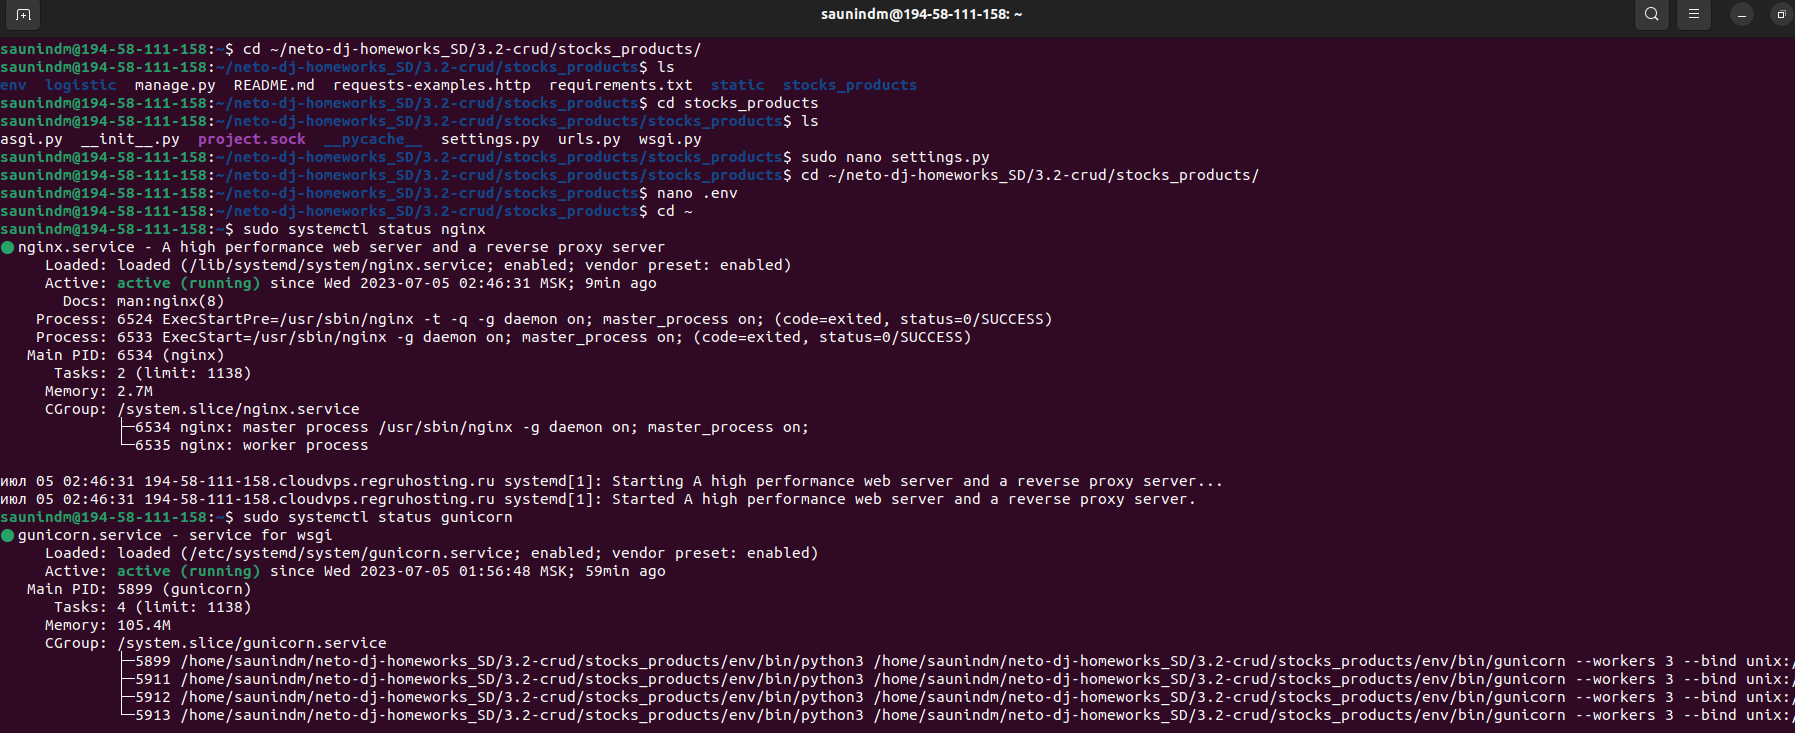 saunindm@194-58-111-158: ~
saunindm@194-58-111-158:~$ cd ~/neto-dj-homeworks_SD/3.2-crud/stocks_products/
saunindm@194-58-111-158:~/neto-dj-homeworks_SD/3.2-crud/stocks_products$ ls
env  logistic  manage.py  README.md  requests-examples.http  requirements.txt  static  stocks_products
saunindm@194-58-111-158:~/neto-dj-homeworks_SD/3.2-crud/stocks_products$ cd stocks_products
saunindm@194-58-111-158:~/neto-dj-homeworks_SD/3.2-crud/stocks_products/stocks_products$ ls
asgi.py  __init__.py  project.sock  __pycache__  settings.py  urls.py  wsgi.py
saunindm@194-58-111-158:~/neto-dj-homeworks_SD/3.2-crud/stocks_products/stocks_products$ sudo nano settings.py
saunindm@194-58-111-158:~/neto-dj-homeworks_SD/3.2-crud/stocks_products/stocks_products$ cd ~/neto-dj-homeworks_SD/3.2-crud/stocks_products/
saunindm@194-58-111-158:~/neto-dj-homeworks_SD/3.2-crud/stocks_products$ nano .env
saunindm@194-58-111-158:~/neto-dj-homeworks_SD/3.2-crud/stocks_products$ cd ~
saunindm@194-58-111-158:~$ sudo systemctl status nginx
● nginx.service - A high performance web server and a reverse proxy server
     Loaded: loaded (/lib/systemd/system/nginx.service; enabled; vendor preset: enabled)
     Active: active (running) since Wed 2023-07-05 02:46:31 MSK; 9min ago
       Docs: man:nginx(8)
    Process: 6524 ExecStartPre=/usr/sbin/nginx -t -q -g daemon on; master_process on; (code=exited, status=0/SUCCESS)
    Process: 6533 ExecStart=/usr/sbin/nginx -g daemon on; master_process on; (code=exited, status=0/SUCCESS)
   Main PID: 6534 (nginx)
      Tasks: 2 (limit: 1138)
     Memory: 2.7M
     CGroup: /system.slice/nginx.service
             ├─6534 nginx: master process /usr/sbin/nginx -g daemon on; master_process on;
             └─6535 nginx: worker process
июл 05 02:46:31 194-58-111-158.cloudvps.regruhosting.ru systemd[1]: Starting A high performance web server and a reverse proxy server...
июл 05 02:46:31 194-58-111-158.cloudvps.regruhosting.ru systemd[1]: Started A high performance web server and a reverse proxy server.
saunindm@194-58-111-158:~$ sudo systemctl status gunicorn
● gunicorn.service - service for wsgi
     Loaded: loaded (/etc/systemd/system/gunicorn.service; enabled; vendor preset: enabled)
     Active: active (running) since Wed 2023-07-05 01:56:48 MSK; 59min ago
   Main PID: 5899 (gunicorn)
      Tasks: 4 (limit: 1138)
     Memory: 105.4M
     CGroup: /system.slice/gunicorn.service
             ├─5899 /home/saunindm/neto-dj-homeworks_SD/3.2-crud/stocks_products/env/bin/python3 /home/saunindm/neto-dj-homeworks_SD/3.2-crud/stocks_products/env/bin/gunicorn --workers 3 --bind unix:/
             ├─5911 /home/saunindm/neto-dj-homeworks_SD/3.2-crud/stocks_products/env/bin/python3 /home/saunindm/neto-dj-homeworks_SD/3.2-crud/stocks_products/env/bin/gunicorn --workers 3 --bind unix:/
             ├─5912 /home/saunindm/neto-dj-homeworks_SD/3.2-crud/stocks_products/env/bin/python3 /home/saunindm/neto-dj-homeworks_SD/3.2-crud/stocks_products/env/bin/gunicorn --workers 3 --bind unix:/
             └─5913 /home/saunindm/neto-dj-homeworks_SD/3.2-crud/stocks_products/env/bin/python3 /home/saunindm/neto-dj-homeworks_SD/3.2-crud/stocks_products/env/bin/gunicorn --workers 3 --bind unix:/